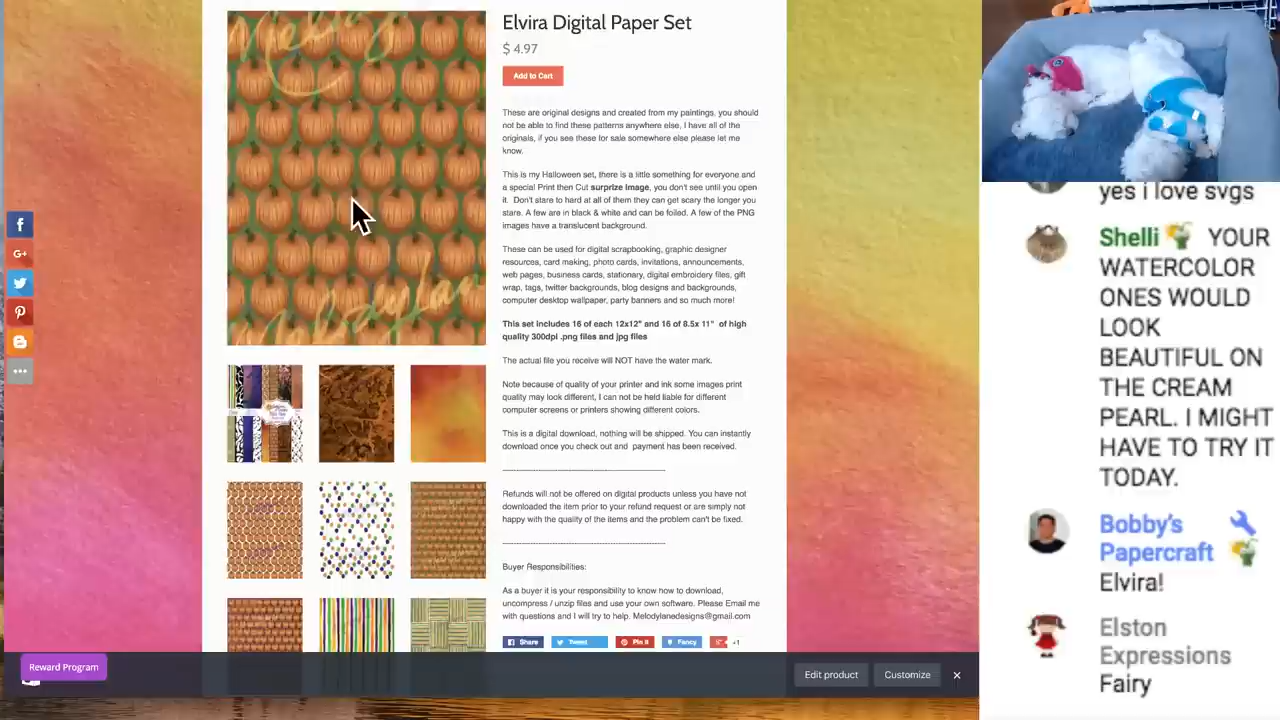 Melody
Melodylan
Elvira Digital Paper Set
$ 4.97
Add to Cart
These are original designs and created from my paintings, you should
not be able to find these patterns anywhere else, I have all of the
originals, if you see these for sale somewhere else please let me
know.
This is my Halloween set, there is a little something for everyone and
a special Print then Cut surprize image, you don't see until you open
it. Don't stare to hard at all of them they can get scary the longer you
stare. A few are in black & white and can be foiled. A few of the PNG
images have a translucent background.
These can be used for digital scrapbooking, graphic designer
resources, card making, photo cards, invitations, announcements,
web pages, business cards, stationary, digital embroidery files, gift
wrap, tags, twitter backgrounds, blog designs and backgrounds,
computer desktop wallpaper, party banners and so much more!
This set includes 16 of each 12x12" and 16 of 8.5x 11" of high
quality 300dpi .png files and jpg files
The actual file you receive will NOT have the water mark.
Note because of quality of your printer and ink some images print
quality may look different, I can not be held liable for different
computer screens or printers showing different colors.
This is a digital download, nothing will be shipped. You can instantly
download once you check out and payment has been received.
Refunds will not be offered on digital products unless you have not
downloaded the item prior to your refund request or are simply not
happy with the quality of the items and the problem can't be fixed.
Buyer Responsibilities:
As a buyer it is your responsibility to know how to download,
uncompress / unzip files and use your own software. Please Email me
with questions and I will try to help. Melodylanedesigns@gmail.com
Share Tweet Pin it Fancy +1
Reward Program
Edit product Customize
yes i love svgs
Shelli YOUR
WATERCOLOR
ONES WOULD
LOOK
BEAUTIFUL ON
THE CREAM
PEARL. I MIGHT
HAVE TO TRY IT
TODAY.
Bobby's
Papercraft
Elvira!
Elston
Expressions
Fairy